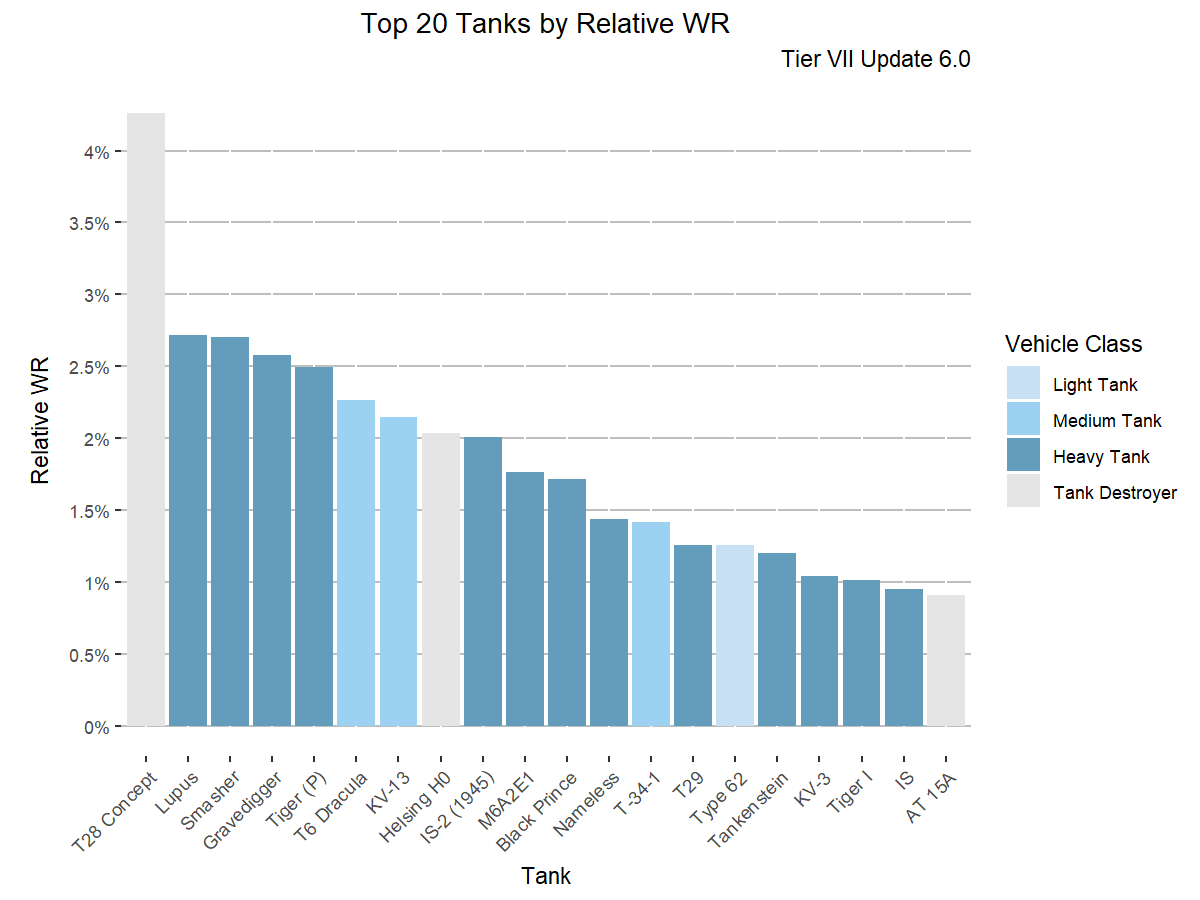 Top 20 Tanks by Relative WR
Tier VII Update 6.0
Relative WR
4%
3.5%
3%
2.5%
2%
1.5%
1%
0.5%
0%
T28 Concept
Lupus
Smasher
Gravedigger
Tiger (P)
T6 Dracula
KV-13
Helsing H0
IS-2 (1945)
M6A2E1
Black Prince
Nameless
T-34-1
T29
Type 62
Tankenstein
KV-3
Tiger I
IS
AT 15A
Tank
Vehicle Class
Light Tank
Medium Tank
Heavy Tank
Tank Destroyer